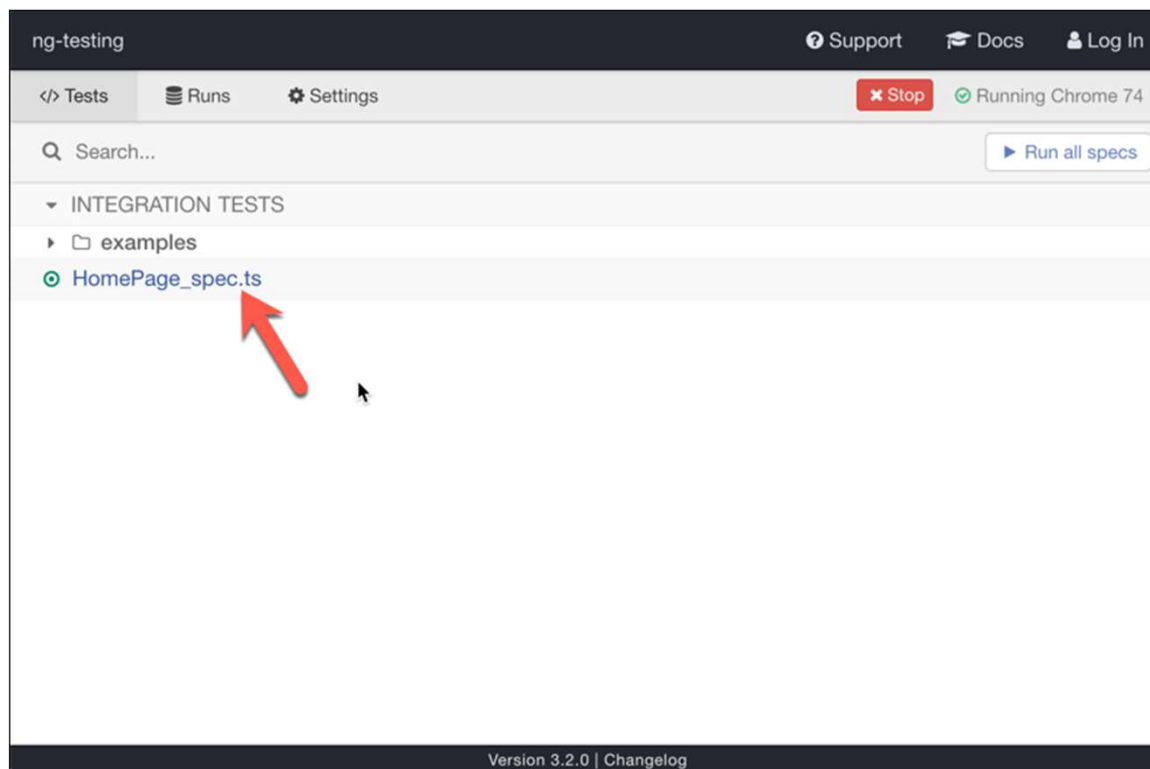 ng-testing Support Docs Log In
</> Tests Runs Settings Stop Running Chrome 74
Search... Run all specs
INTEGRATION TESTS
examples
HomePage_spec.ts
Version 3.2.0 | Changelog